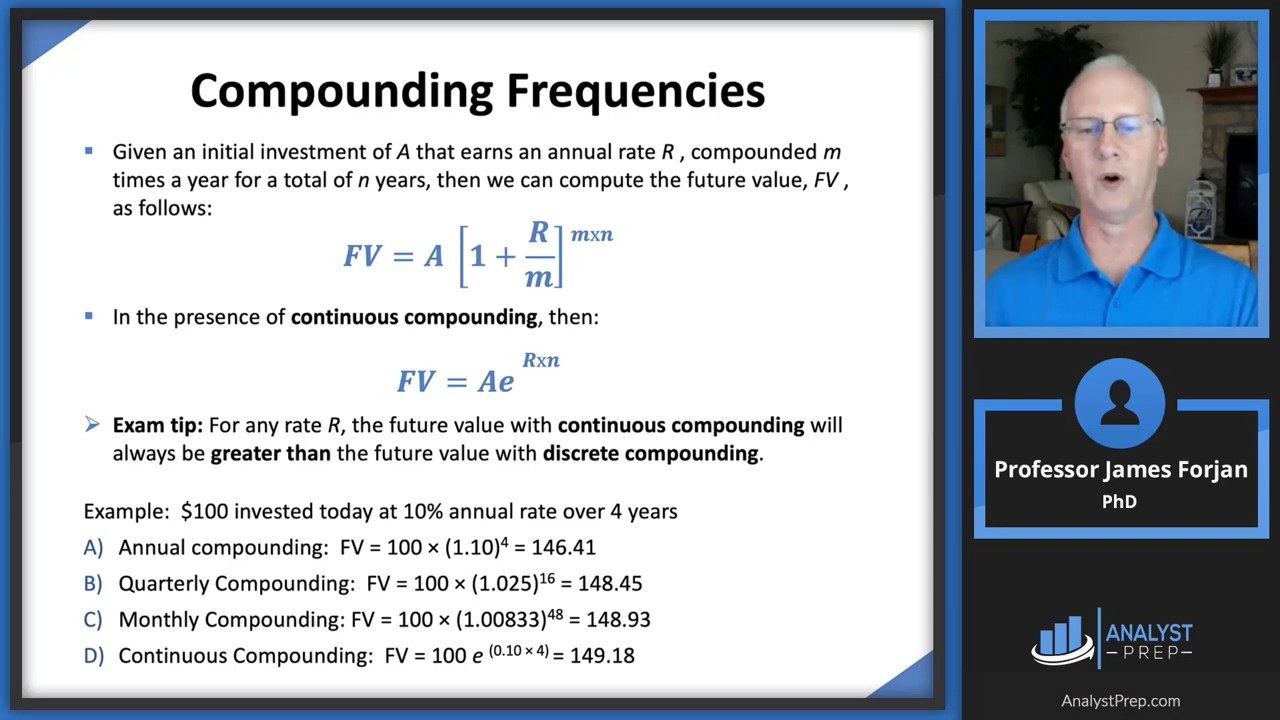 Compounding Frequencies
▪ Given an initial investment of A that earns an annual rate R , compounded m
times a year for a total of n years, then we can compute the future value, FV ,
as follows:
FV = A [1 + R/m]^mxn
▪ In the presence of continuous compounding, then:
FV = Ae^Rxn
➢ Exam tip: For any rate R, the future value with continuous compounding will
always be greater than the future value with discrete compounding.
Example: $100 invested today at 10% annual rate over 4 years
A) Annual compounding: FV = 100 × (1.10)⁴ = 146.41
B) Quarterly Compounding: FV = 100 × (1.025)¹⁶ = 148.45
C) Monthly Compounding: FV = 100 × (1.00833)⁴⁸ = 148.93
D) Continuous Compounding: FV = 100 e ^(0.10 × 4) = 149.18
Professor James Forjan
PhD
ANALYST
PREP
AnalystPrep.com